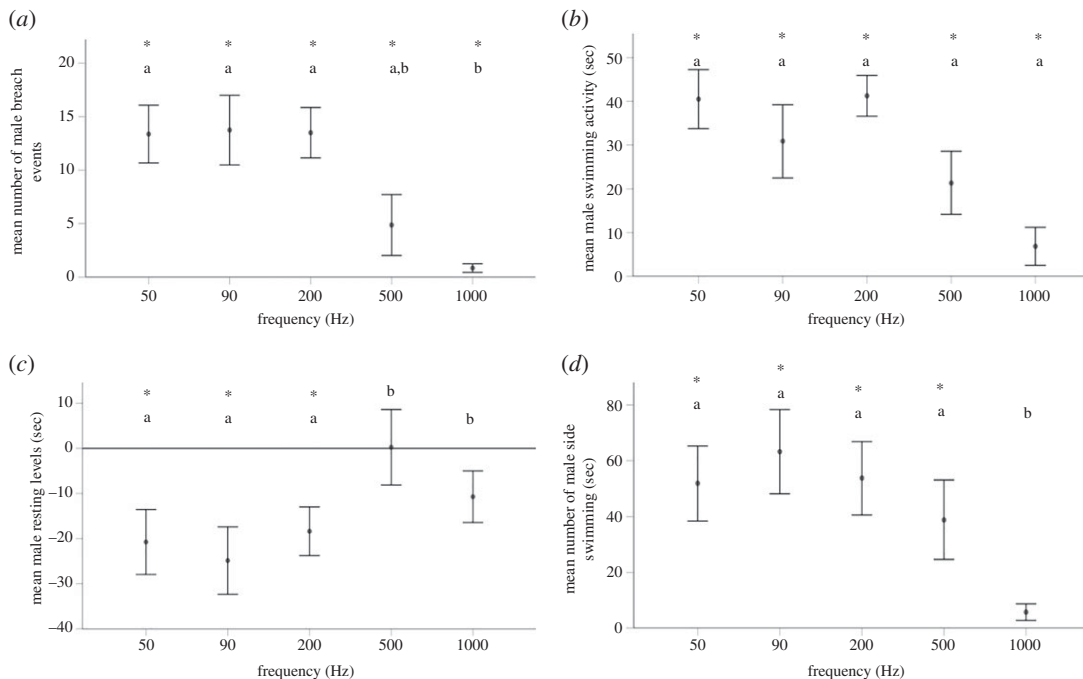 (a)
mean number of male breach
events
20
15
10
5
0
* * * * *
a a a a,b b
50 90 200 500 1000
frequency (Hz)
(b)
mean male swimming activity (sec)
50
40
30
20
10
0
* * * * *
a a a a a
50 90 200 500 1000
frequency (Hz)
(c)
mean male resting levels (sec)
10
0
–10
–20
–30
–40
* * *
a a a b b
50 90 200 500 1000
frequency (Hz)
(d)
mean number of male side
swimming (sec)
80
60
40
20
0
* * * *
a a a a b
50 90 200 500 1000
frequency (Hz)